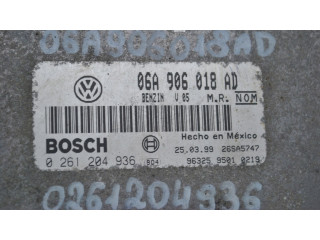 06A906018AD
06A 906 018 AD
BENZIN V 05 M.R. NOM
BOSCH Hecho en México
0 261 204 936 BD4 25.03.99 26SA5747
96325 9501 0219
0261204936